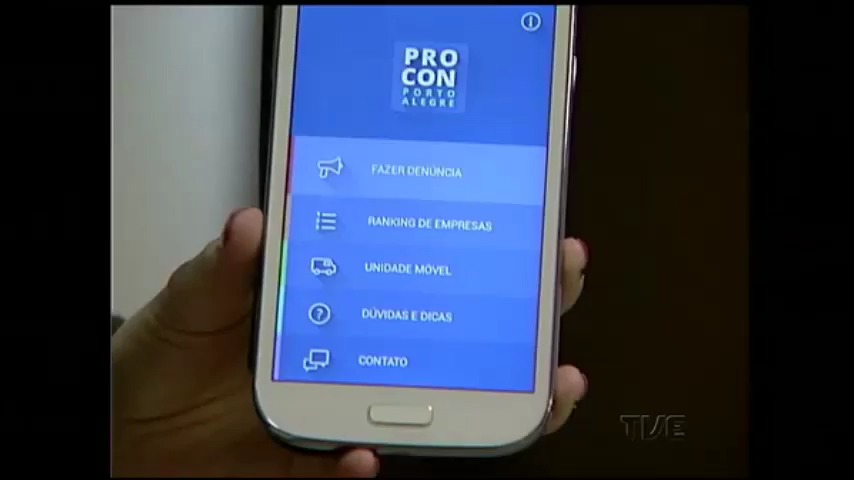 PRO
CON
PORTO
ALEGRE
FAZER DENÚNCIA
RANKING DE EMPRESAS
UNIDADE MÓVEL
? DÚVIDAS E DICAS
CONTATO
TVE